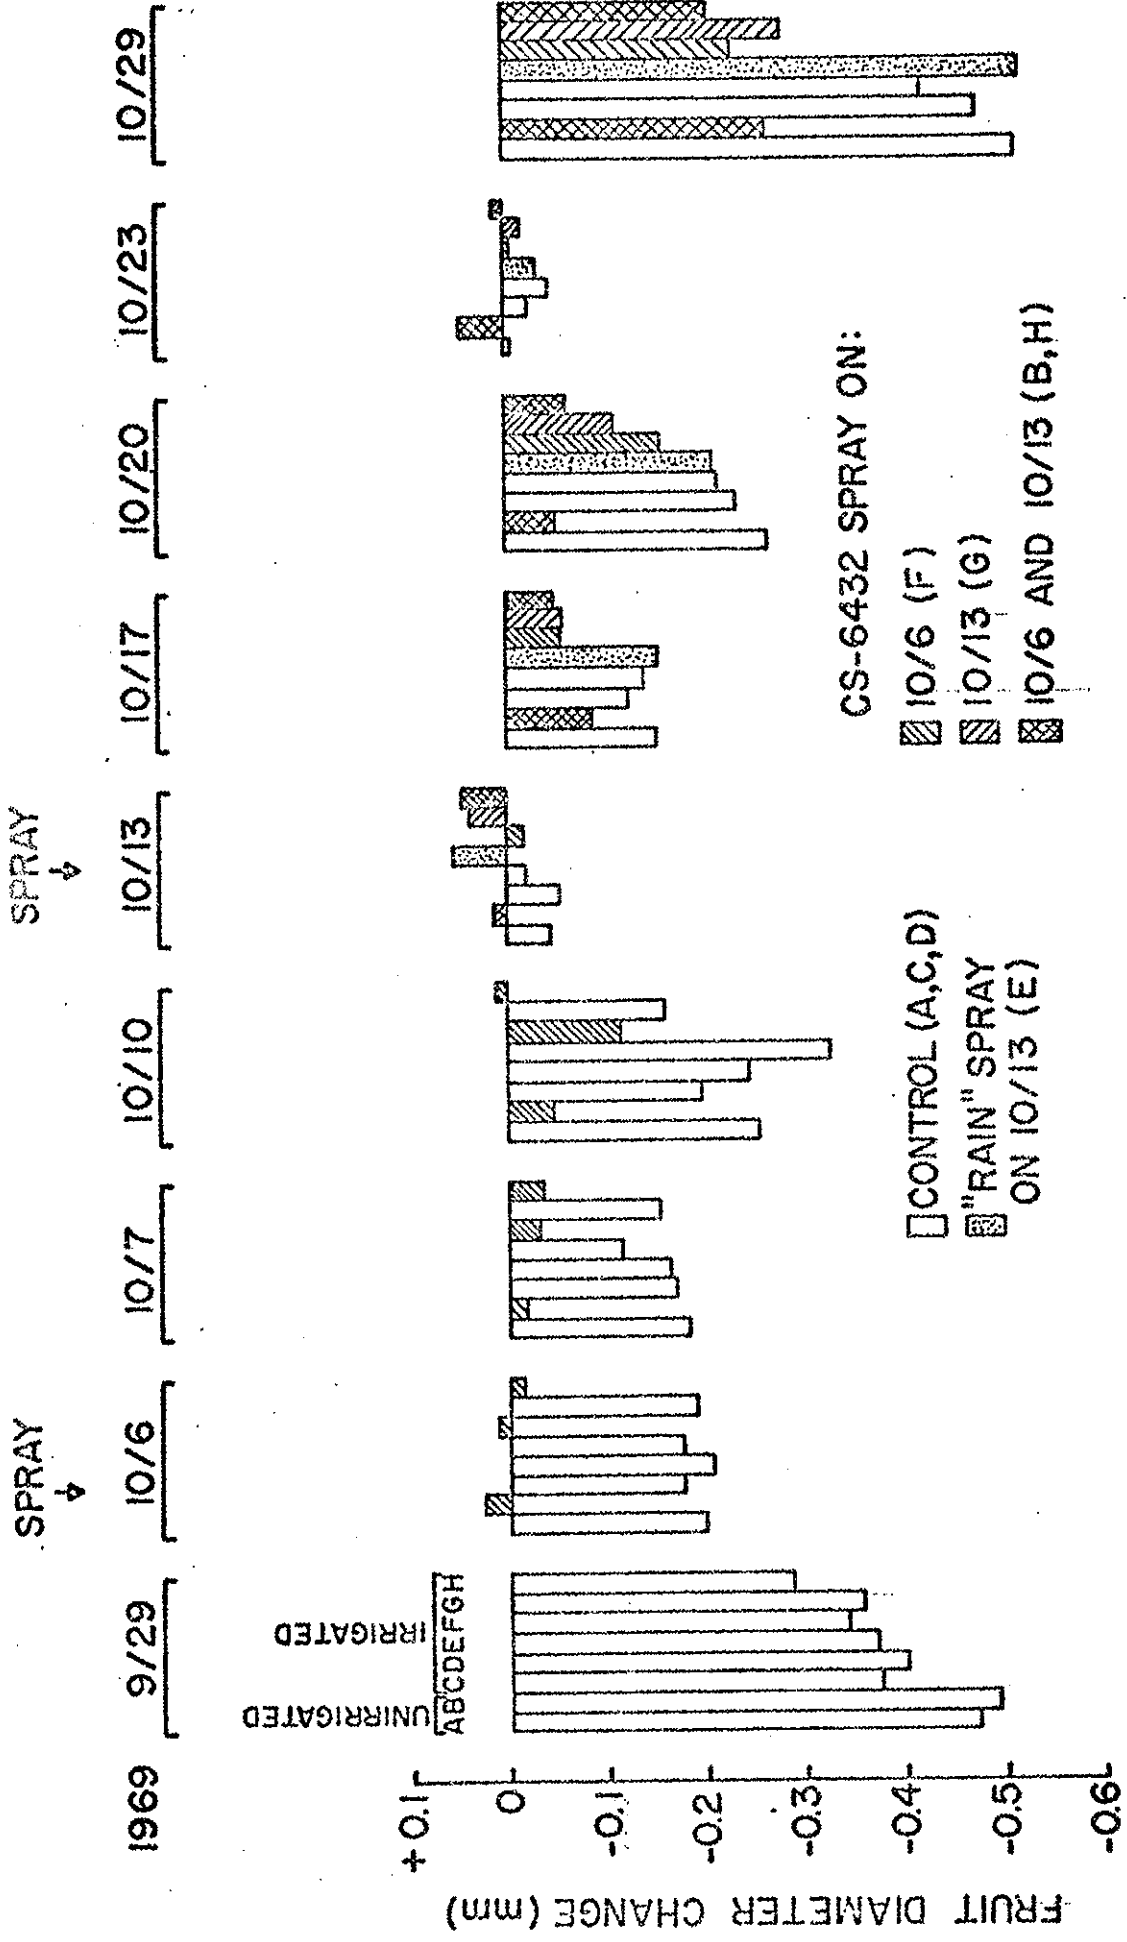 SPRAY
SPRAY
1969
9/29
10/6
10/7
10/10
10/13
10/17
10/20
10/23
10/29
UNIRRIGATED
IRRIGATED
ABCDEFGH
FRUIT DIAMETER CHANGE (mm)
+0.1
0
-0.1
-0.2
-0.3
-0.4
-0.5
-0.6
CONTROL (A,C,D)
"RAIN" SPRAY
ON 10/13 (E)
CS-6432 SPRAY ON:
10/6 (F)
10/13 (G)
10/6 AND 10/13 (B,H)